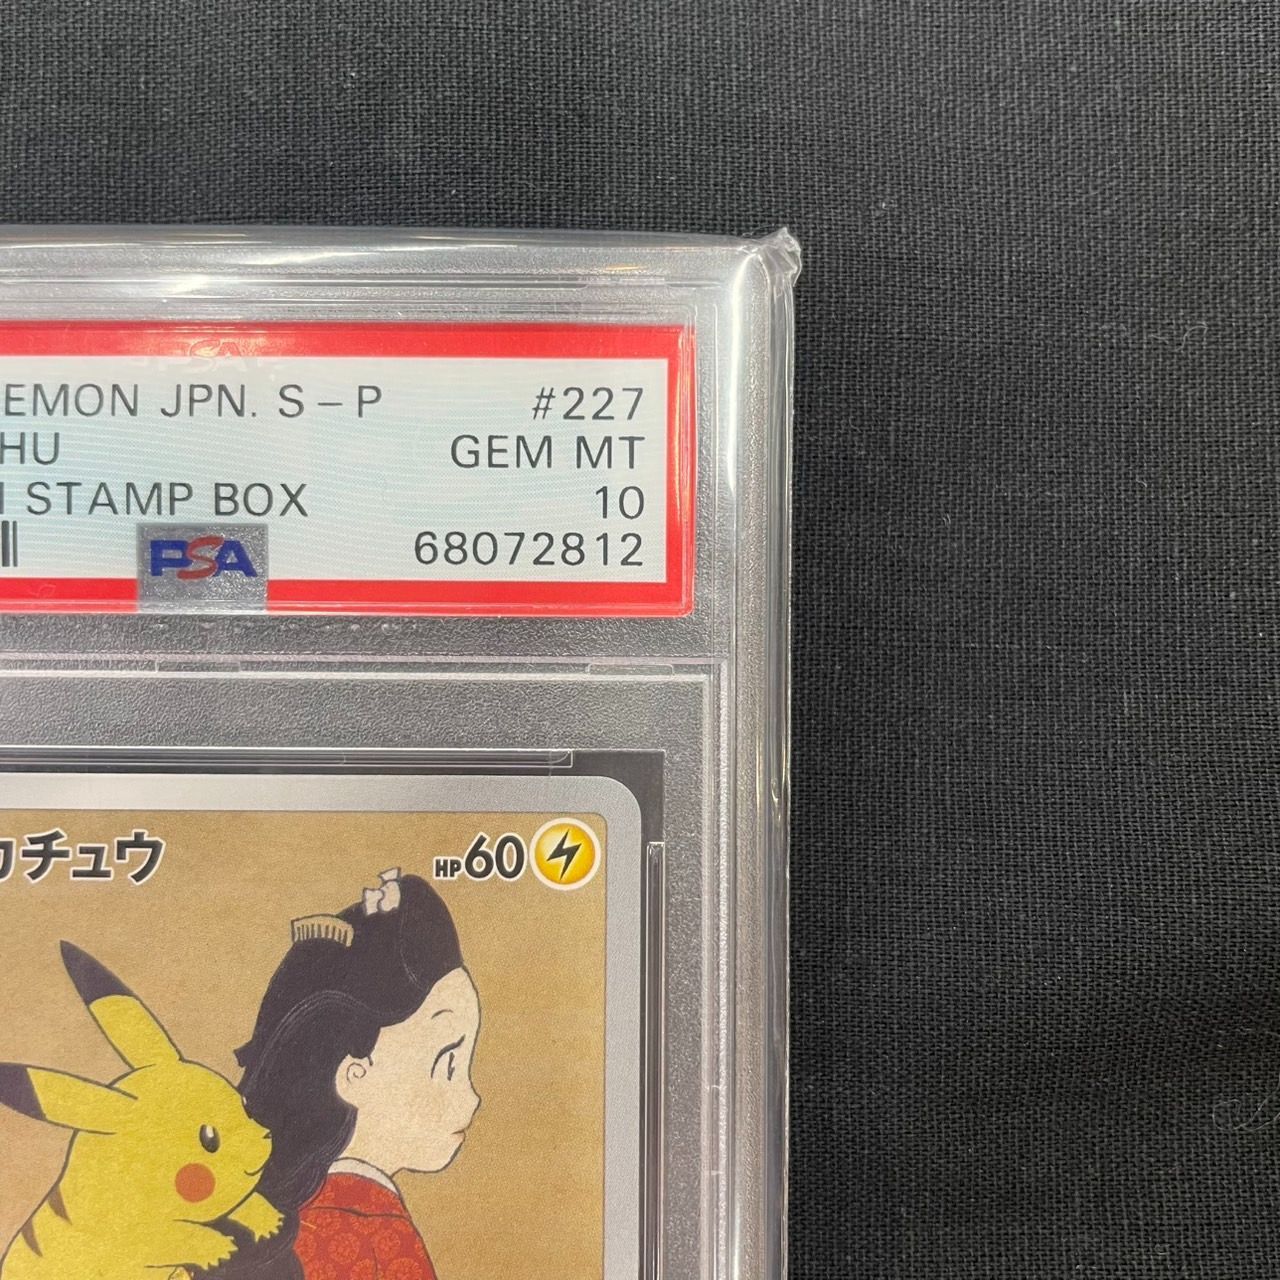 EMON JPN. S-P #227
HU GEM MT
STAMP BOX 10
PSA 68072812
カチュウ HP60